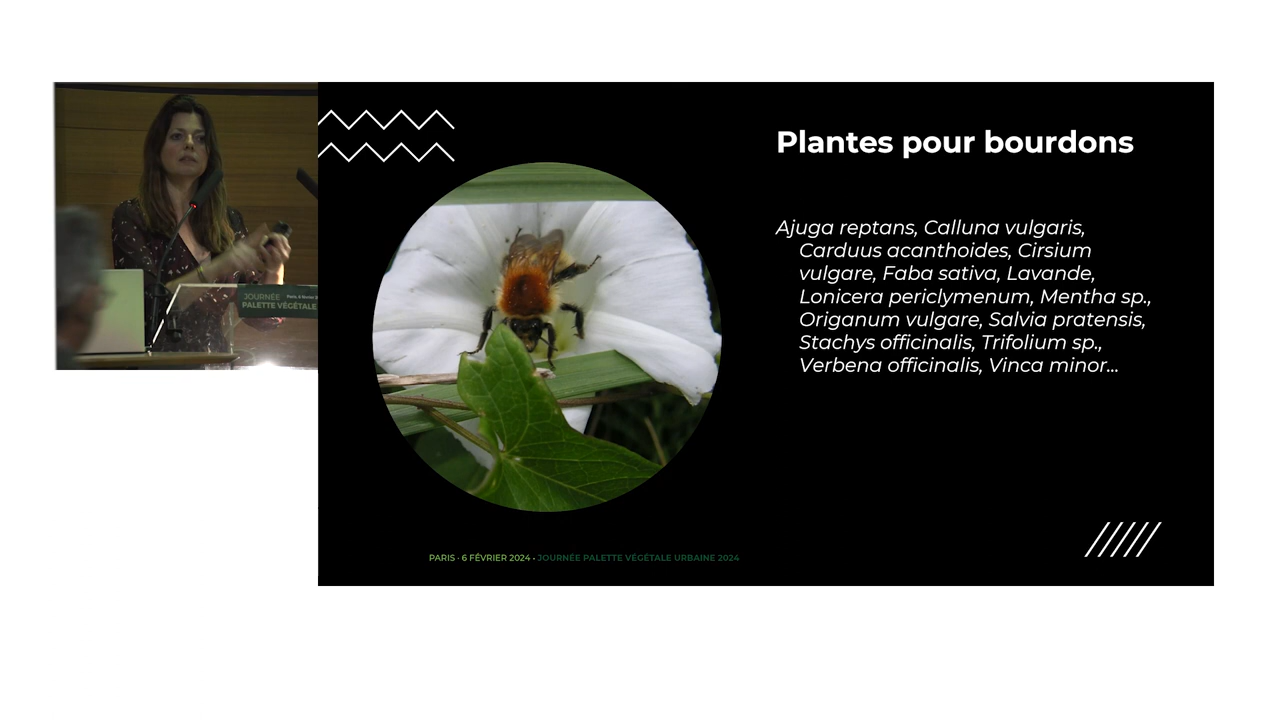 Plantes pour bourdons
Ajuga reptans, Calluna vulgaris,
Carduus acanthoides, Cirsium
vulgare, Faba sativa, Lavande,
Lonicera periclymenum, Mentha sp.,
Origanum vulgare, Salvia pratensis,
Stachys officinalis, Trifolium sp.,
Verbena officinalis, Vinca minor...
JOURNÉE
PALETTE VÉGÉTALE
PARIS · 6 FÉVRIER 2024 • JOURNÉE PALETTE VÉGÉTALE URBAINE 2024